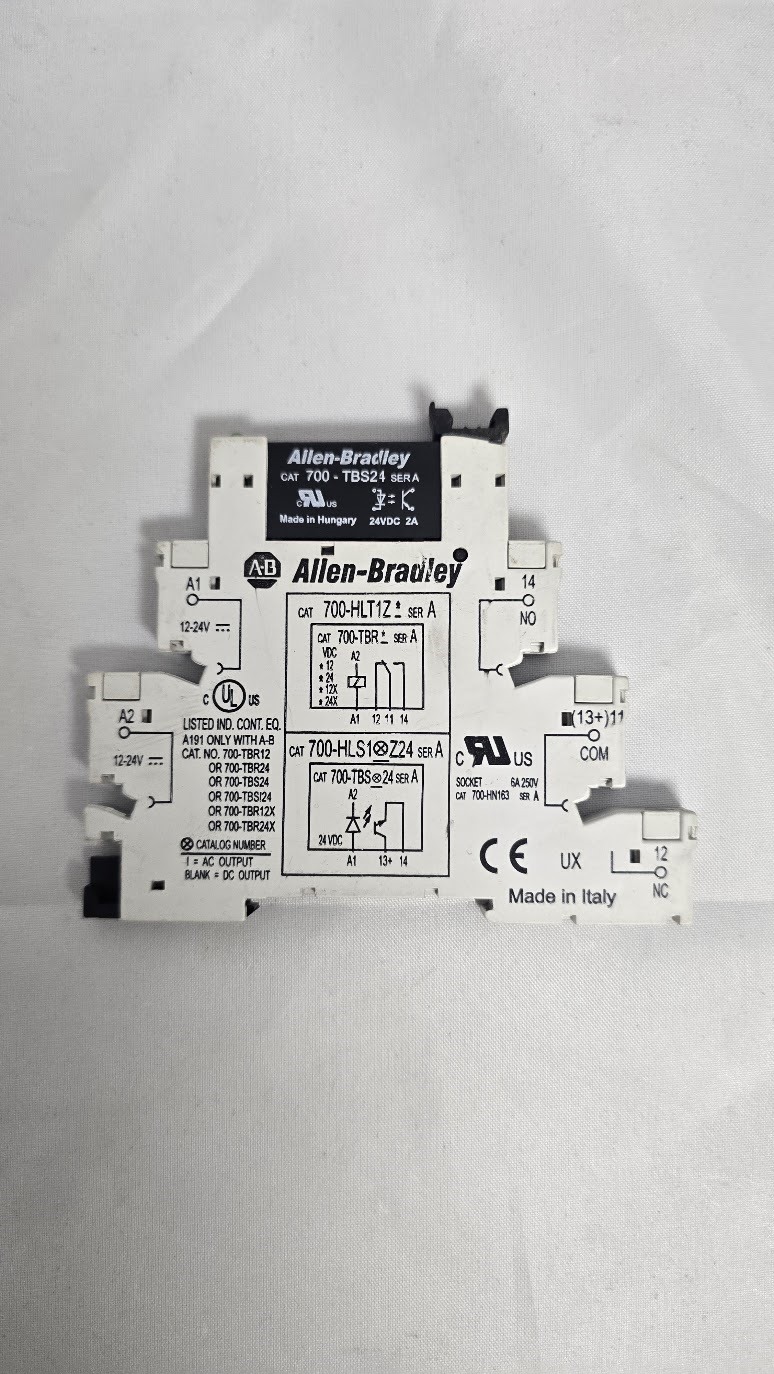 Allen-Bradley
CAT 700 - TBS24 SER A
c RU US
Made in Hungary 24VDC 2A
A-B Allen-Bradley
A1
12-24V
A2
12-24V
C UL US
LISTED IND. CONT. EQ.
A191 ONLY WITH A-B
CAT. NO. 700-TBR12
OR 700-TBR24
OR 700-TBS24
OR 700-TBSI24
OR 700-TBR12X
OR 700-TBR24X
⊗ CATALOG NUMBER
I = AC OUTPUT
BLANK = DC OUTPUT
CAT 700-HLT1Z* SER A
CAT 700-TBR* SER A
VDC A2
* 12
* 24
* 12X
* 24X
A1 12 11 14
CAT 700-HLS1⊗Z24 SER A
CAT 700-TBS⊗24 SER A
A2
24 VDC
A1 13+ 14
14
NO
(13+)11
COM
C RU US
SOCKET 6A 250V
CAT 700-HN163 SER A
CE UX
12
NC
Made in Italy